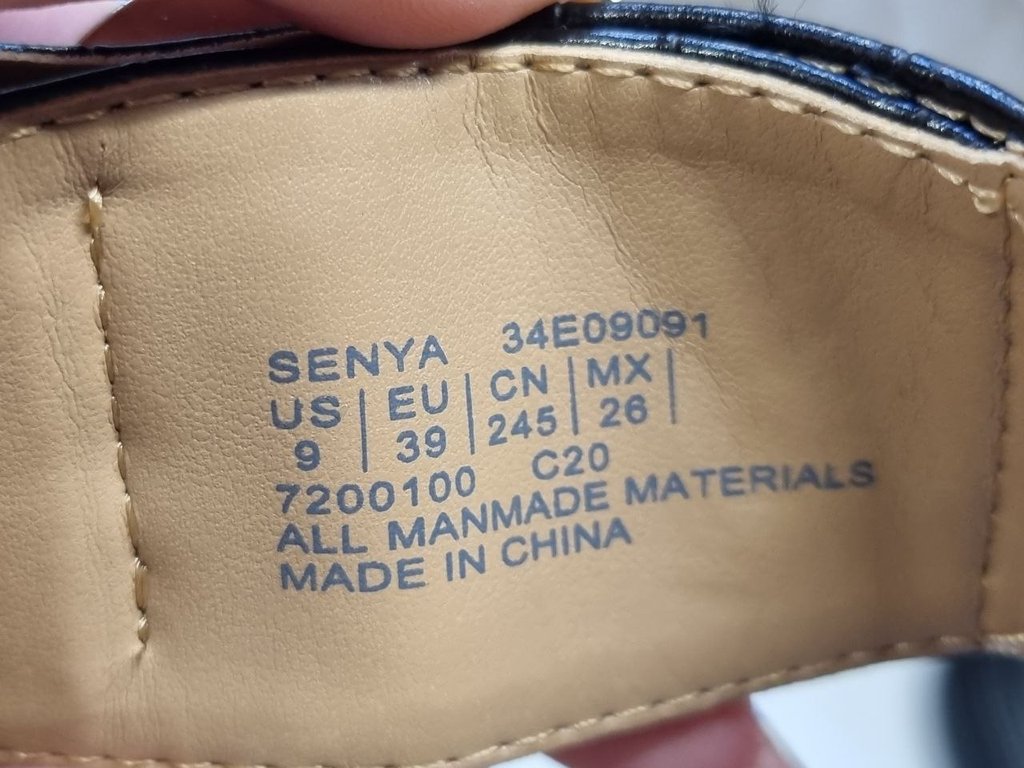 SENYA 34E09091
US | EU | CN | MX |
9 | 39 | 245 | 26 |
7200100 C20
ALL MANMADE MATERIALS
MADE IN CHINA